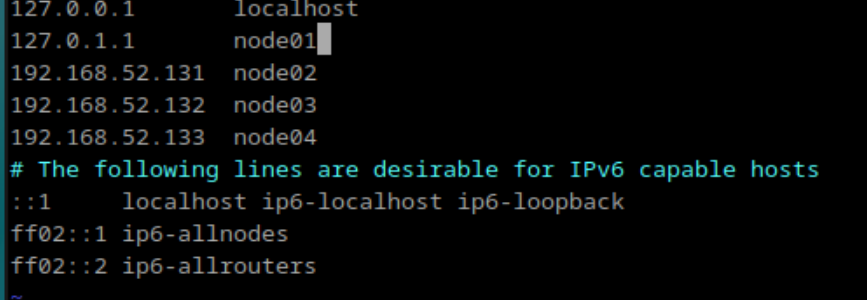 127.0.0.1       localhost
127.0.1.1       node01
192.168.52.131  node02
192.168.52.132  node03
192.168.52.133  node04
# The following lines are desirable for IPv6 capable hosts
::1     localhost ip6-localhost ip6-loopback
ff02::1 ip6-allnodes
ff02::2 ip6-allrouters
~